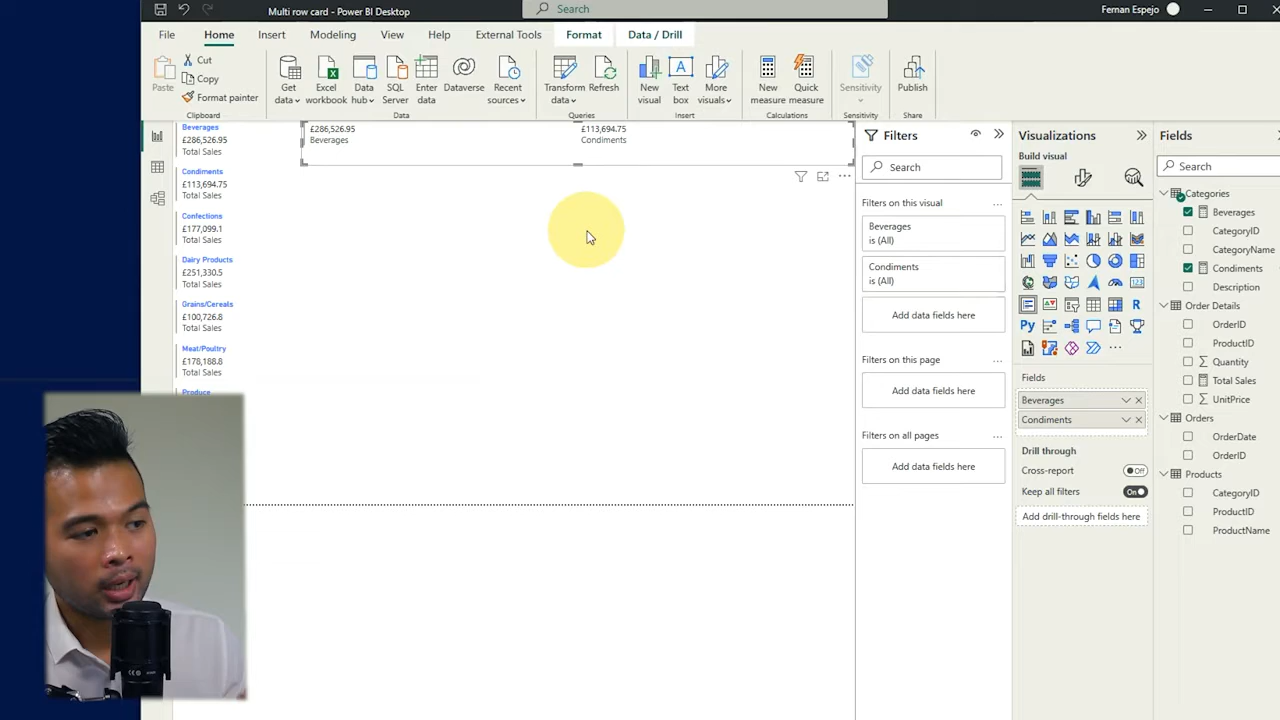 Multi row card - Power BI Desktop
Search
Fernan Espejo
File
Home
Insert
Modeling
View
Help
External Tools
Format
Data / Drill
Paste
Cut
Copy
Format painter
Clipboard
Get data
Excel workbook
Data hub
SQL Server
Enter data
Dataverse
Recent sources
Data
Transform data
Refresh
Queries
New visual
Text box
More visuals
Insert
New measure
Quick measure
Calculations
Sensitivity
Sensitivity
Publish
Share
Beverages
£286,526.95
Total Sales
Condiments
£113,694.75
Total Sales
Confections
£177,099.1
Total Sales
Dairy Products
£251,330.5
Total Sales
Grains/Cereals
£100,726.8
Total Sales
Meat/Poultry
£178,188.8
Total Sales
Produce
£286,526.95
Beverages
£113,694.75
Condiments
Filters
Search
Filters on this visual
Beverages
is (All)
Condiments
is (All)
Add data fields here
Filters on this page
Add data fields here
Filters on all pages
Add data fields here
Visualizations
Build visual
R
Py
Fields
Beverages
Condiments
Drill through
Cross-report
Off
Keep all filters
On
Add drill-through fields here
Fields
Search
Categories
Beverages
CategoryID
CategoryName
Condiments
Description
Order Details
OrderID
ProductID
Quantity
Total Sales
UnitPrice
Orders
OrderDate
OrderID
Products
CategoryID
ProductID
ProductName